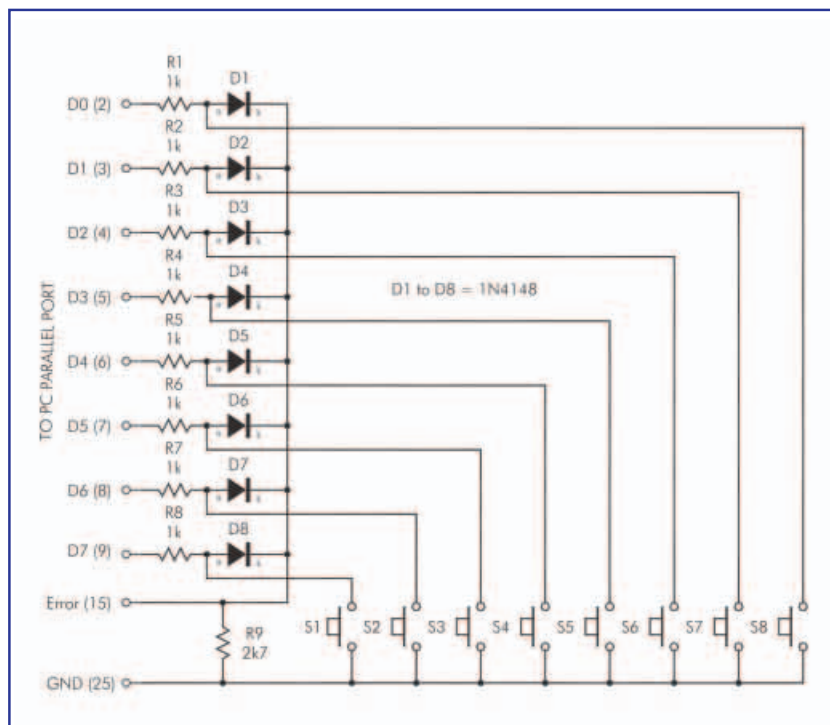 R1
1k
D1
D0 (2)
R2
1k
D2
D1 (3)
R3
1k
D3
D2 (4)
R4
1k
D4
D3 (5)
D1 to D8 = 1N4148
R5
1k
D5
D4 (6)
R6
1k
D6
D5 (7)
R7
1k
D7
D6 (8)
R8
1k
D8
D7 (9)
TO PC PARALLEL PORT
Error (15)
R9
2k7
S1 S2 S3 S4 S5 S6 S7 S8
GND (25)